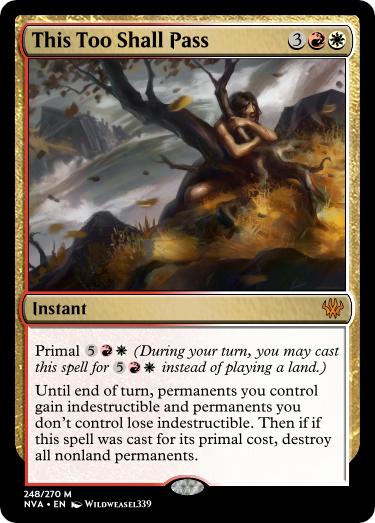 This Too Shall Pass 3
Instant
Primal 5 (During your turn, you may cast
this spell for 5 instead of playing a land.)
Until end of turn, permanents you control
gain indestructible and permanents you
don't control lose indestructible. Then if if
this spell was cast for its primal cost, destroy
all nonland permanents.
248/270 M
NVA • EN WILDWEASEL339